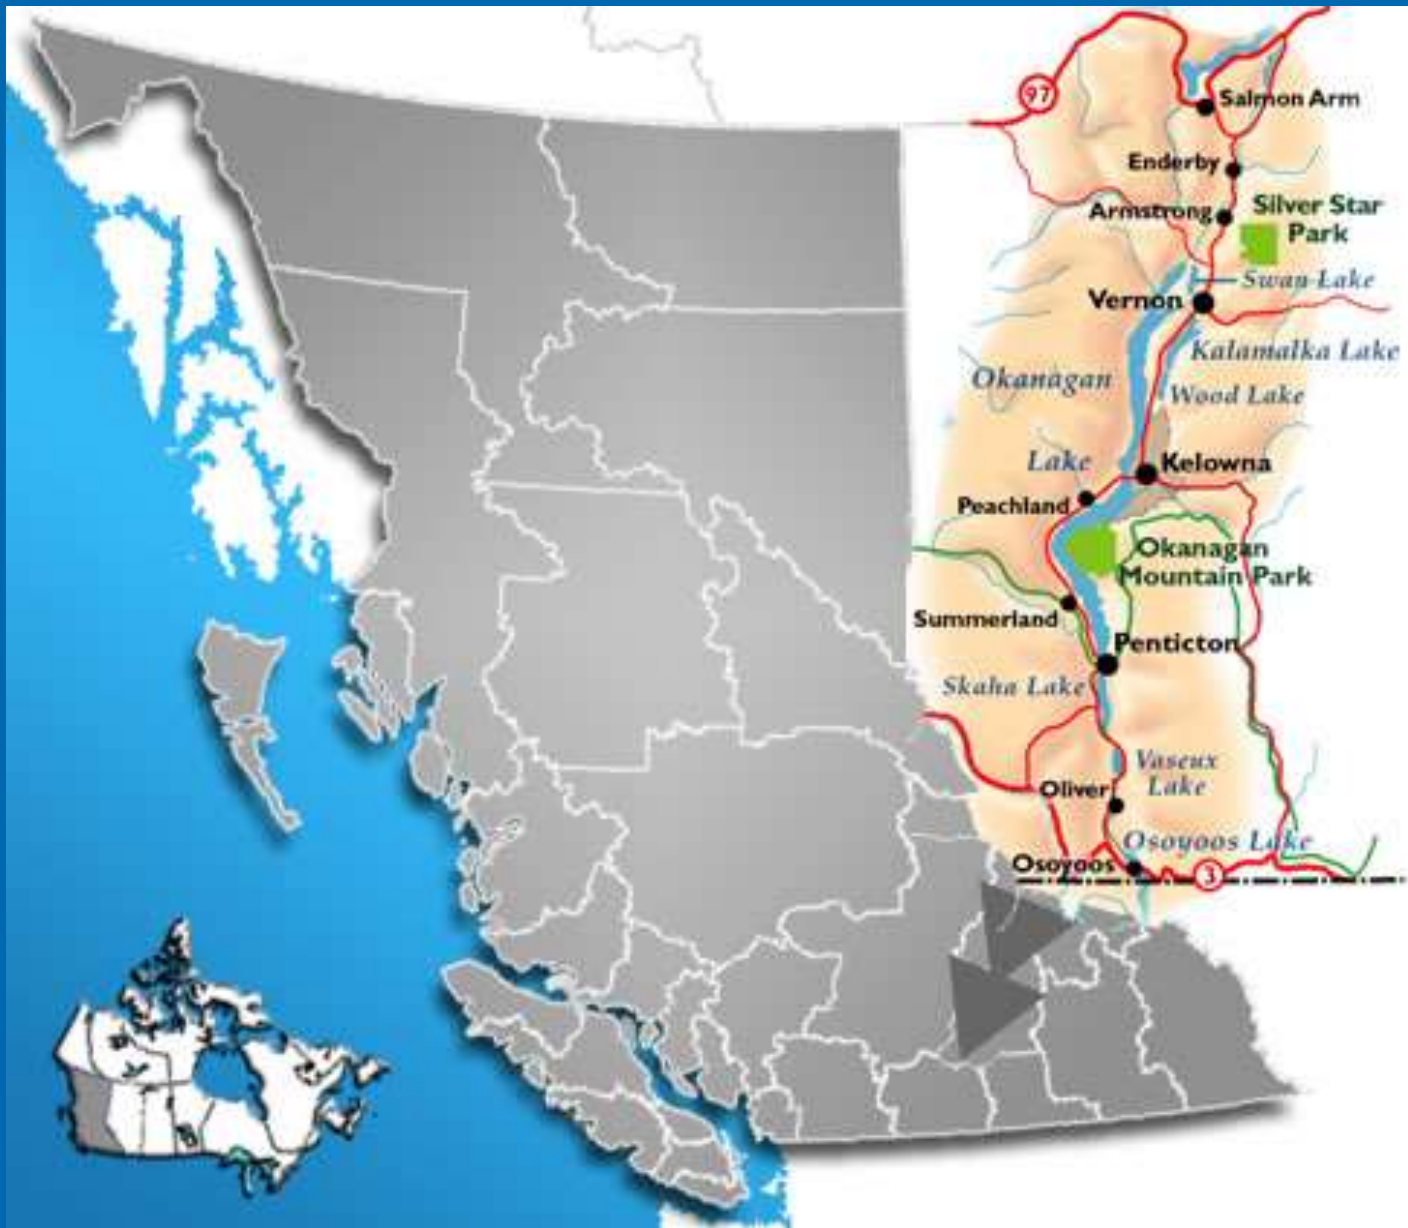 97
Salmon Arm
Enderby
Armstrong
Silver Star
Park
Swan Lake
Vernon
Kalamalka Lake
Okanagan
Wood Lake
Lake
Kelowna
Peachland
Okanagan
Mountain Park
Summerland
Penticton
Skaha Lake
Vaseux
Lake
Oliver
Osoyoos Lake
Osoyoos
3